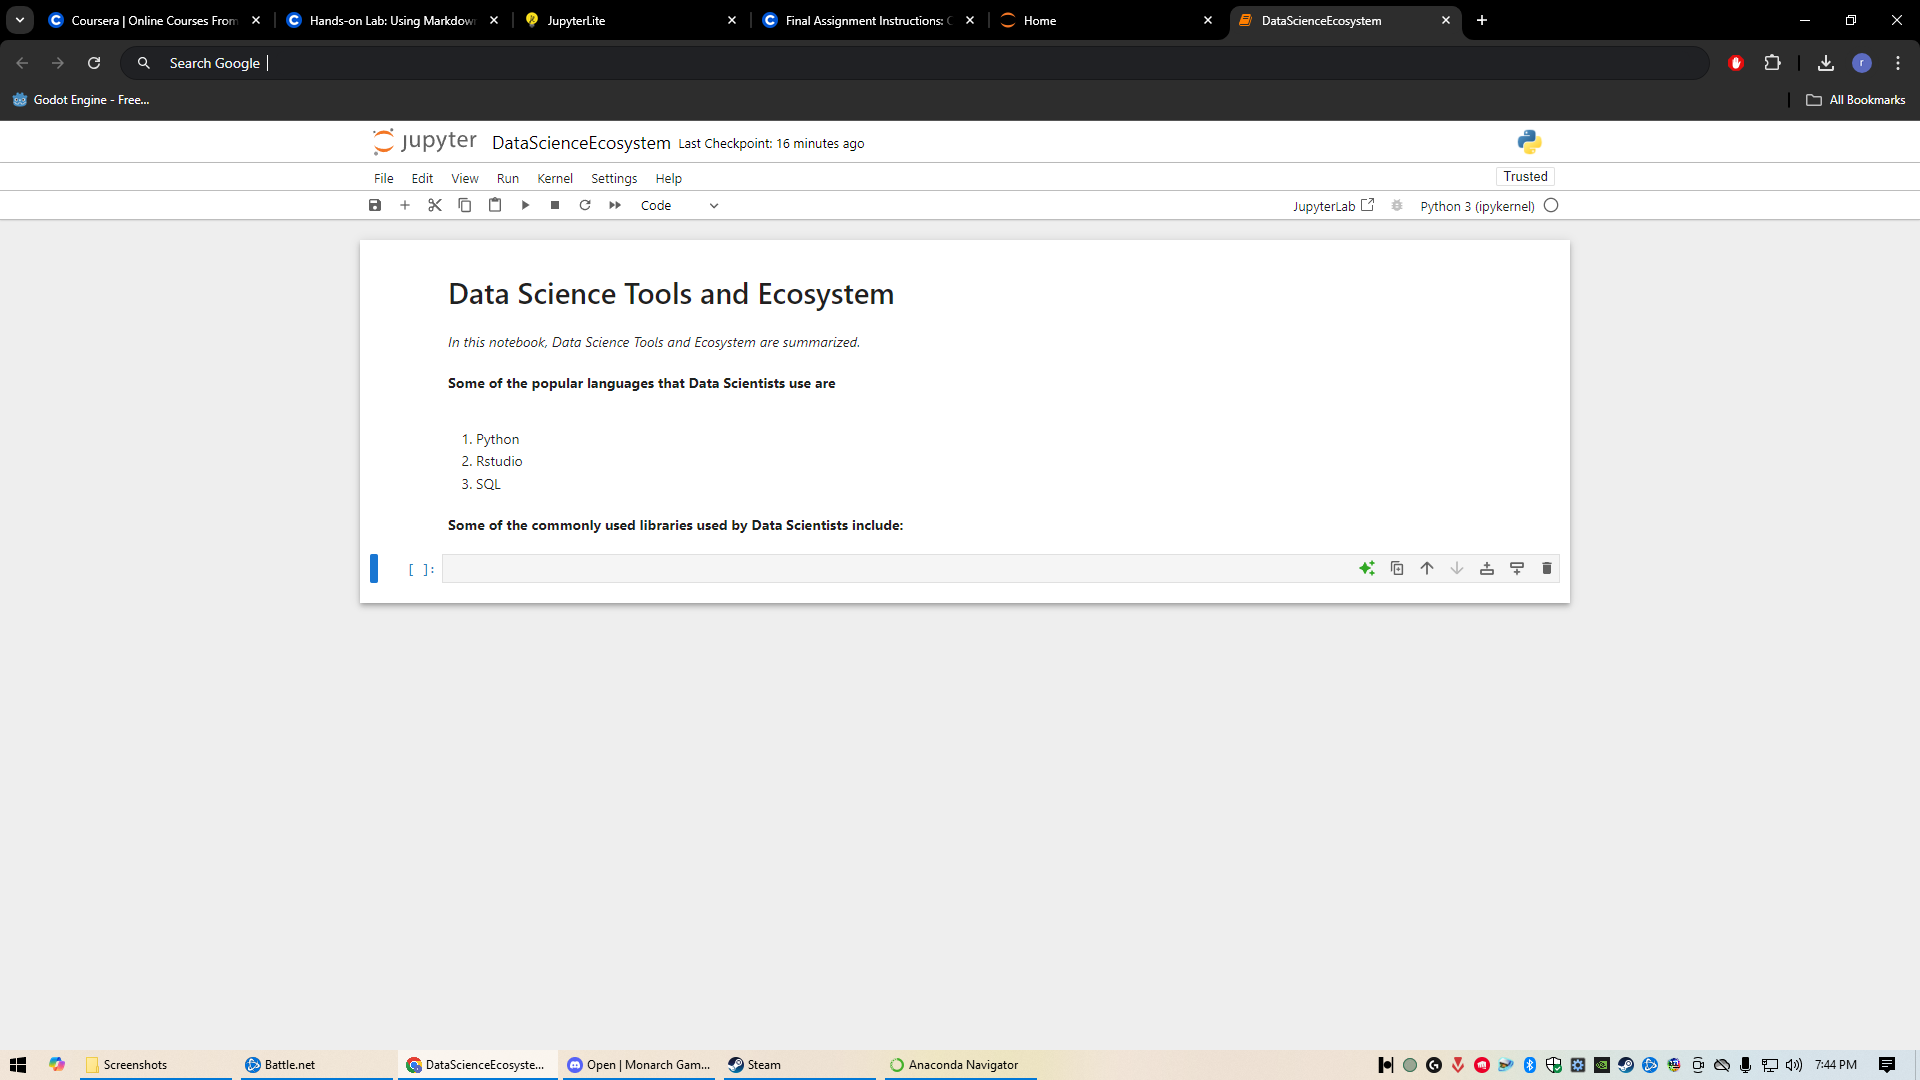 Coursera | Online Courses From
Hands-on Lab: Using Markdown
JupyterLite
Final Assignment Instructions: C
Home
DataScienceEcosystem
Search Google
r
Godot Engine - Free...
All Bookmarks
jupyter DataScienceEcosystem Last Checkpoint: 16 minutes ago
File Edit View Run Kernel Settings Help
Trusted
Code
JupyterLab
Python 3 (ipykernel)
Data Science Tools and Ecosystem
In this notebook, Data Science Tools and Ecosystem are summarized.
Some of the popular languages that Data Scientists use are
1. Python
2. Rstudio
3. SQL
Some of the commonly used libraries used by Data Scientists include:
[ ]:
Screenshots
Battle.net
DataScienceEcosyste...
Open | Monarch Gam...
Steam
Anaconda Navigator
7:44 PM